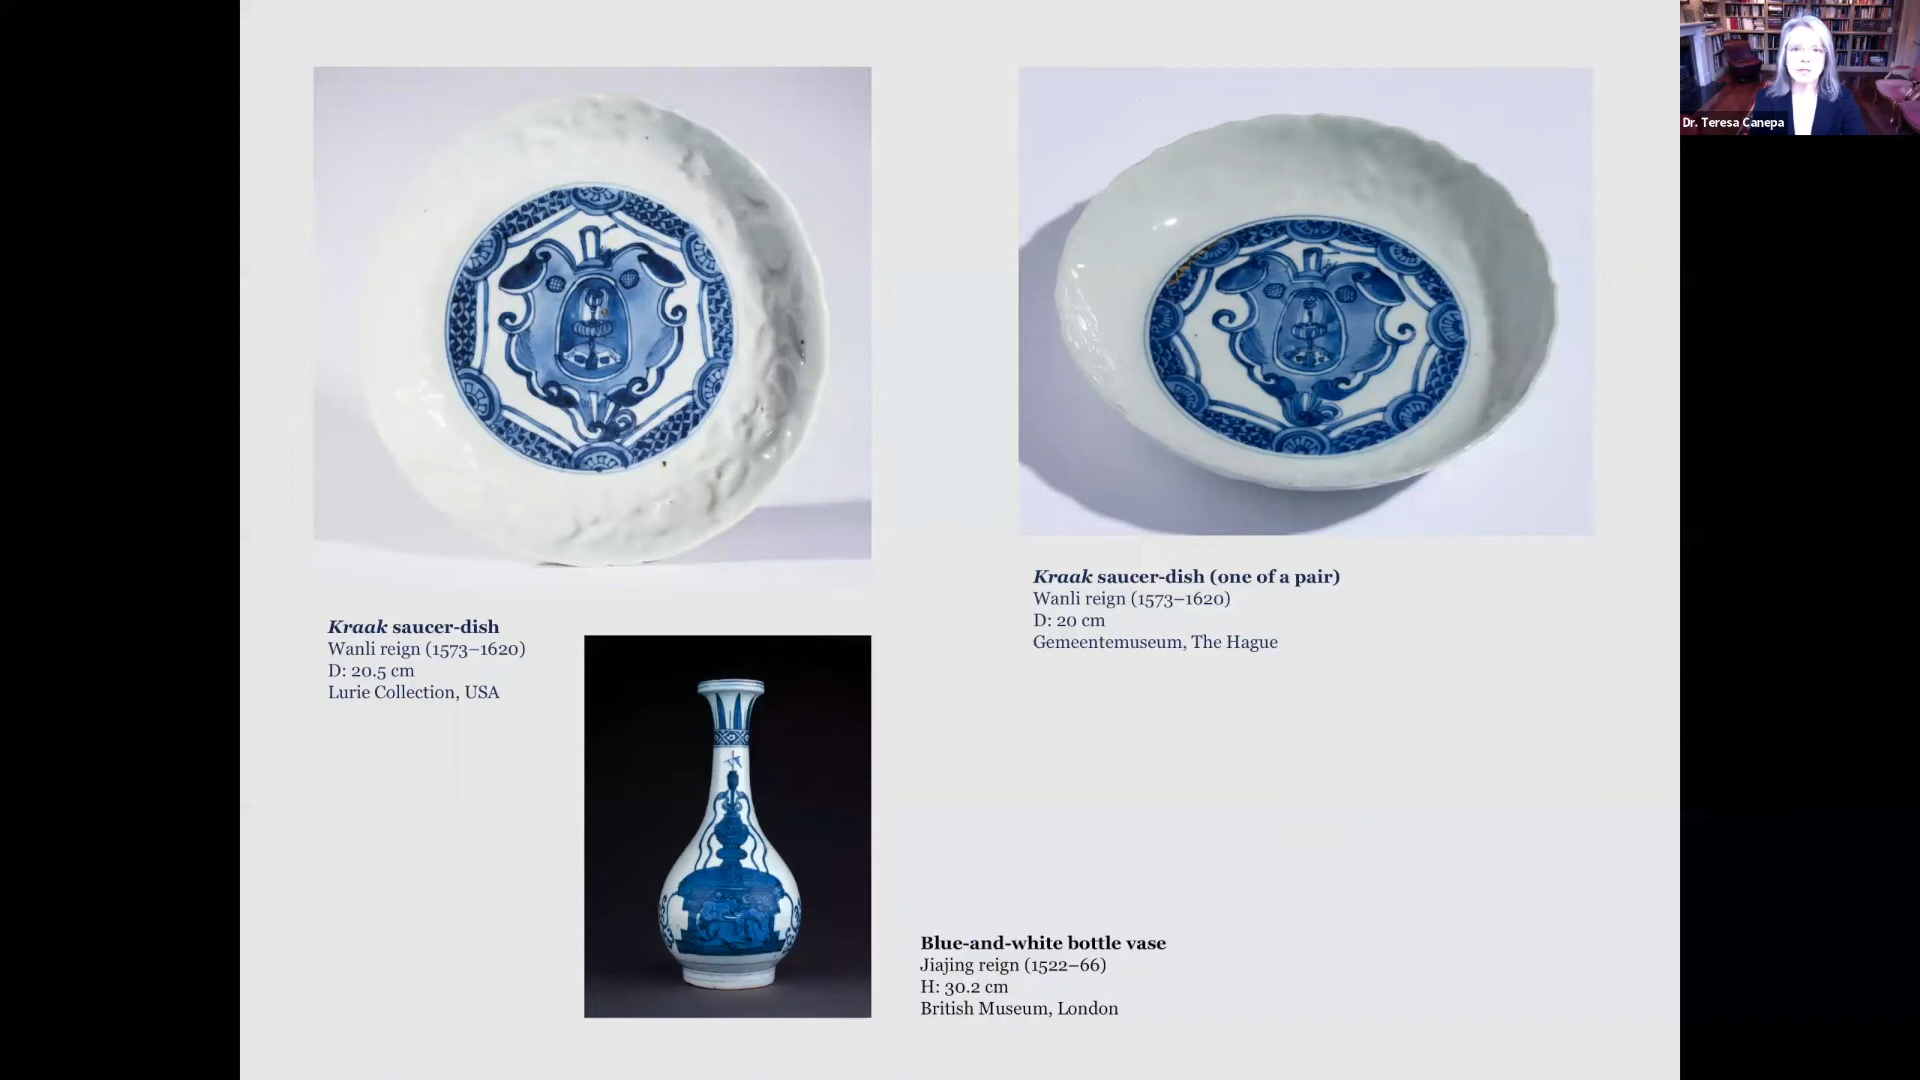 Dr. Teresa Canepa
Kraak saucer-dish (one of a pair)
Wanli reign (1573–1620)
D: 20 cm
Gemeentemuseum, The Hague
Kraak saucer-dish
Wanli reign (1573–1620)
D: 20.5 cm
Lurie Collection, USA
Blue-and-white bottle vase
Jiajing reign (1522–66)
H: 30.2 cm
British Museum, London